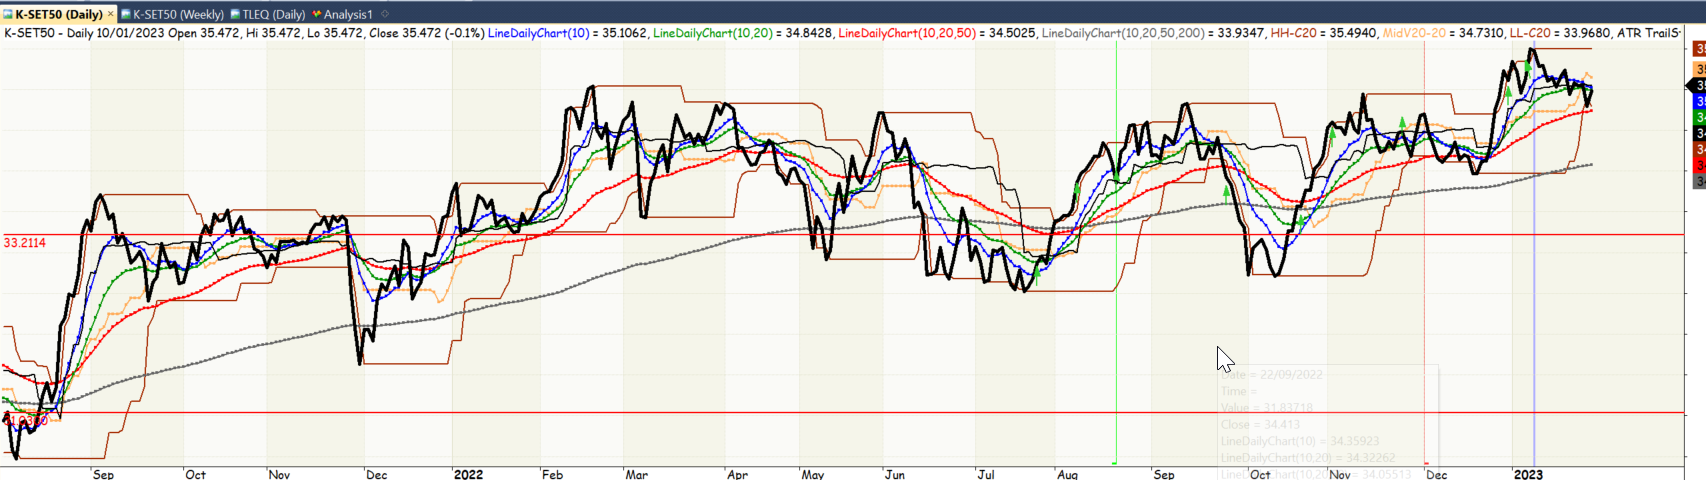 K-SET50 (Daily) × K-SET50 (Weekly) TLEQ (Daily) Analysis1
K-SET50 - Daily 10/01/2023 Open 35.472, Hi 35.472, Lo 35.472, Close 35.472 (-0.1%) LineDailyChart(10) = 35.1062, LineDailyChart(10,20) = 34.8428, LineDailyChart(10,20,50) = 34.5025, LineDailyChart(10,20,50,200) = 33.9347, HH-C20 = 35.4940, MidV20-20 = 34.7310, LL-C20 = 33.9680, ATR TrailS
33.2114
Date = 22/09/2022
Time =
Value = 31.83718
Close = 34.413
LineDailyChart(10) = 34.35923
LineDailyChart(10,20) = 34.32262
LineDailyChart(10,20 = 34.05513
Sep Oct Nov Dec 2022 Feb Mar Apr May Jun Jul Aug Sep Oct Nov Dec 2023